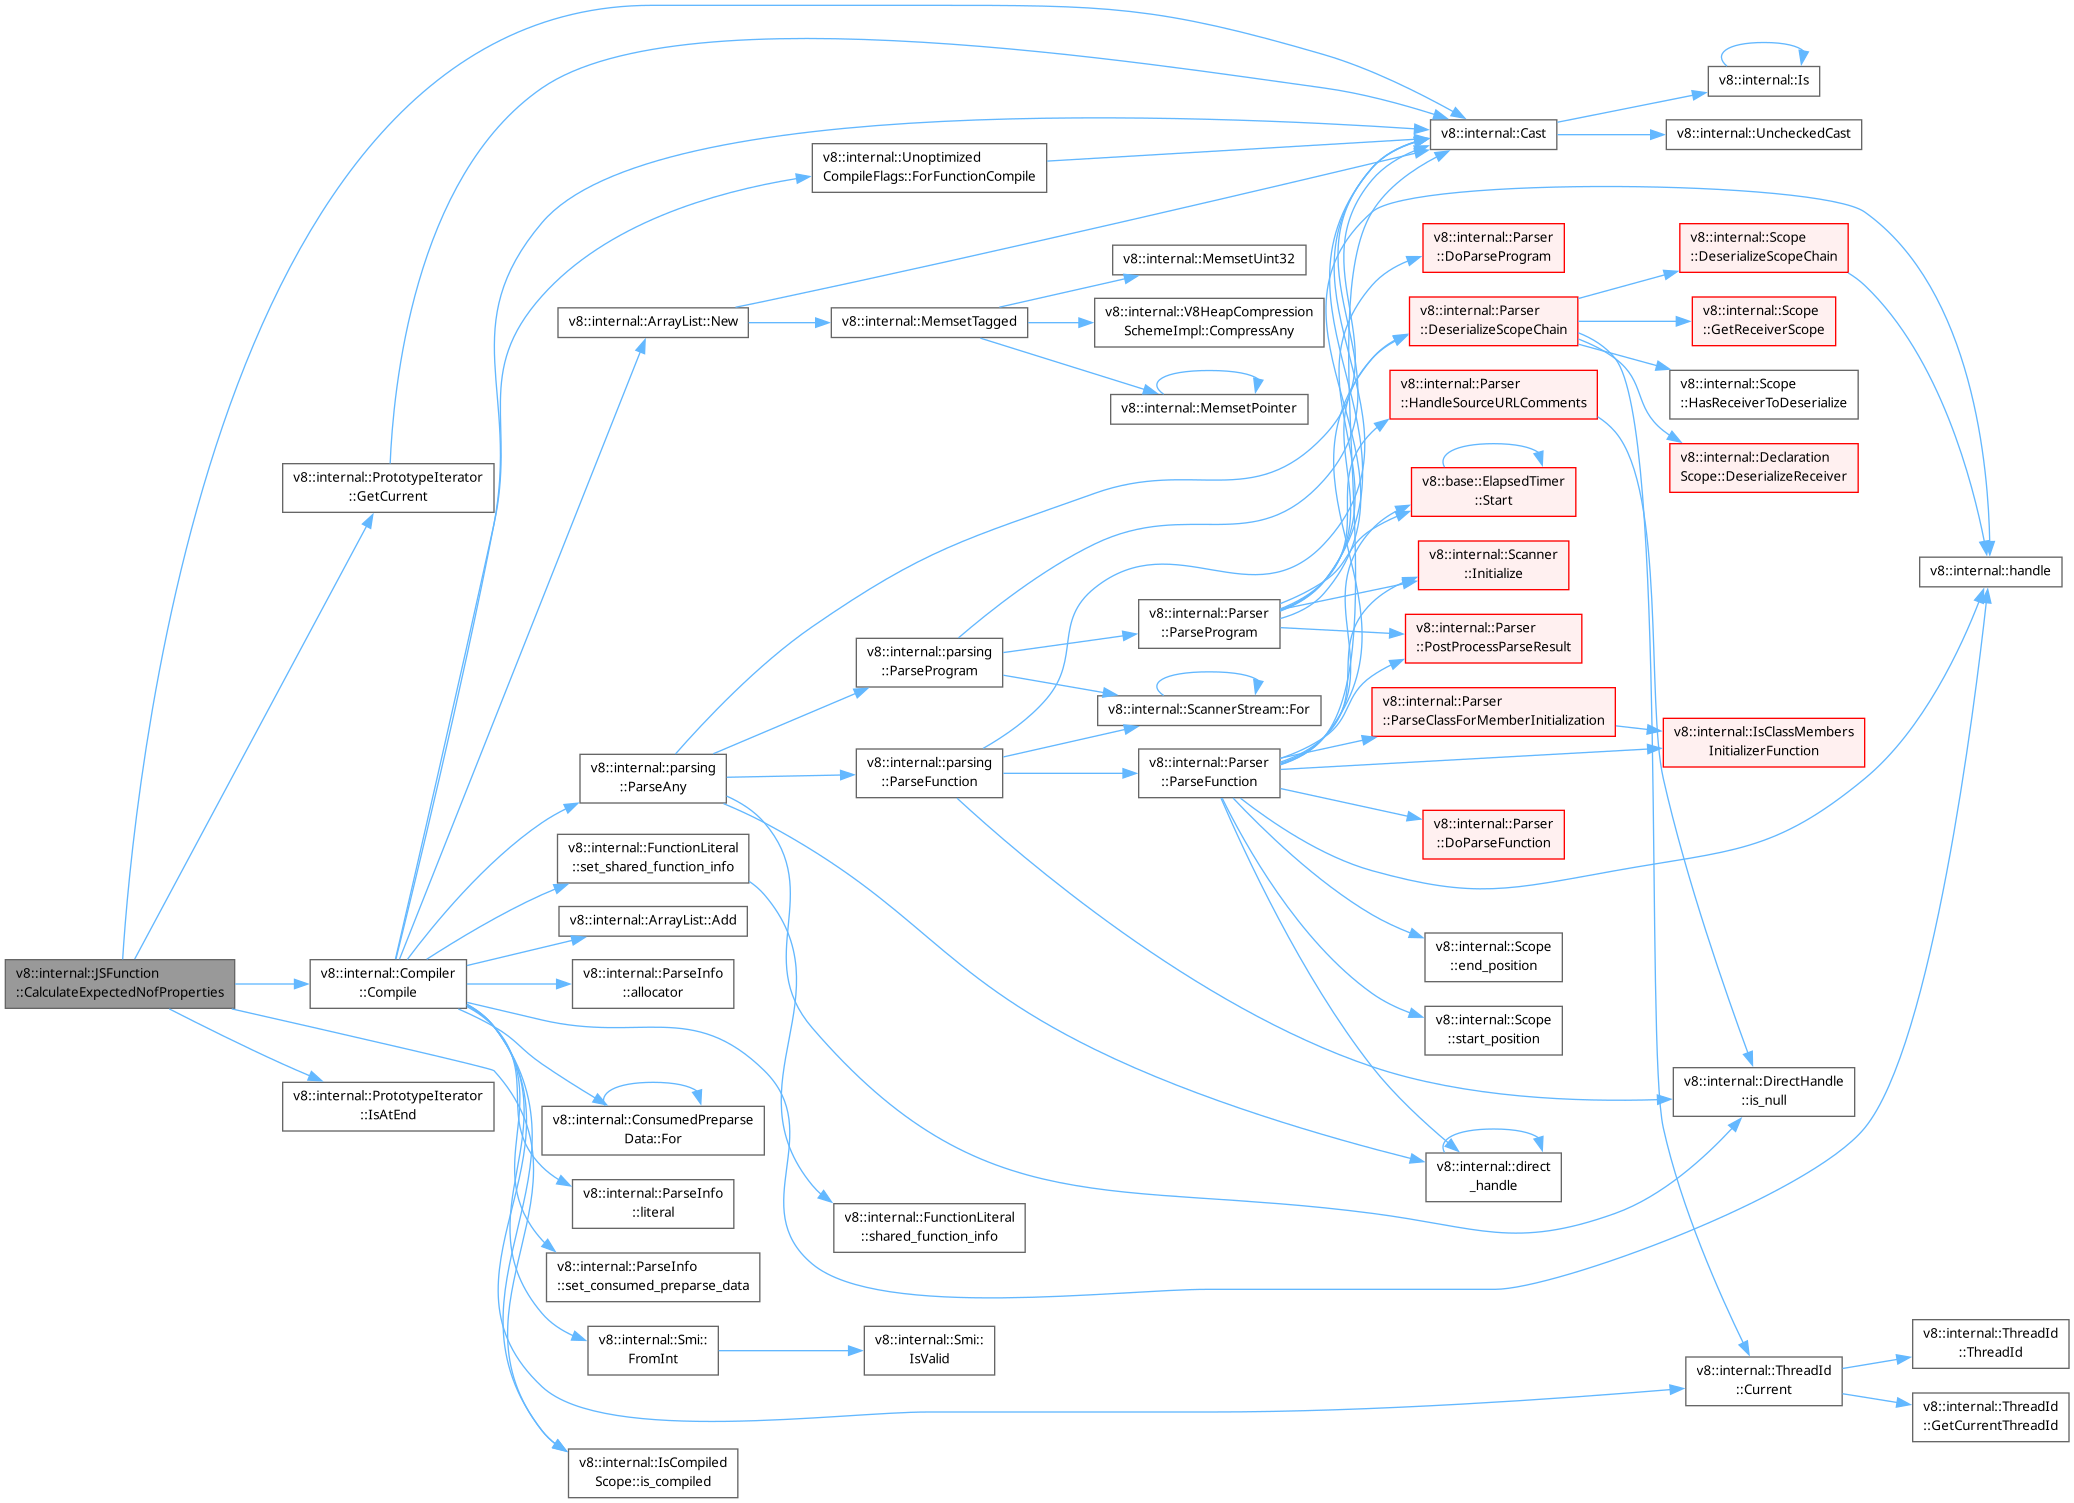 v8::internal::JSFunction
::CalculateExpectedNofProperties
v8::internal::PrototypeIterator
::GetCurrent
v8::internal::Compiler
::Compile
v8::internal::PrototypeIterator
::IsAtEnd
v8::internal::ArrayList::New
v8::internal::parsing
::ParseAny
v8::internal::FunctionLiteral
::set_shared_function_info
v8::internal::ArrayList::Add
v8::internal::ParseInfo
::allocator
v8::internal::ConsumedPreparse
Data::For
v8::internal::ParseInfo
::literal
v8::internal::ParseInfo
::set_consumed_preparse_data
v8::internal::Smi::
FromInt
v8::internal::IsCompiled
Scope::is_compiled
v8::internal::Unoptimized
CompileFlags::ForFunctionCompile
v8::internal::MemsetTagged
v8::internal::parsing
::ParseProgram
v8::internal::parsing
::ParseFunction
v8::internal::FunctionLiteral
::shared_function_info
v8::internal::Smi::
IsValid
v8::internal::MemsetUint32
v8::internal::V8HeapCompression
SchemeImpl::CompressAny
v8::internal::MemsetPointer
v8::internal::Parser
::ParseProgram
v8::internal::ScannerStream::For
v8::internal::Parser
::ParseFunction
v8::internal::Cast
v8::internal::Parser
::DoParseProgram
v8::internal::Parser
::DeserializeScopeChain
v8::internal::Parser
::HandleSourceURLComments
v8::base::ElapsedTimer
::Start
v8::internal::Scanner
::Initialize
v8::internal::Parser
::PostProcessParseResult
v8::internal::Parser
::ParseClassForMemberInitialization
v8::internal::Parser
::DoParseFunction
v8::internal::Scope
::end_position
v8::internal::Scope
::start_position
v8::internal::direct
_handle
v8::internal::Is
v8::internal::UncheckedCast
v8::internal::Scope
::DeserializeScopeChain
v8::internal::Scope
::GetReceiverScope
v8::internal::Scope
::HasReceiverToDeserialize
v8::internal::Declaration
Scope::DeserializeReceiver
v8::internal::IsClassMembers
InitializerFunction
v8::internal::DirectHandle
::is_null
v8::internal::ThreadId
::Current
v8::internal::handle
v8::internal::ThreadId
::ThreadId
v8::internal::ThreadId
::GetCurrentThreadId